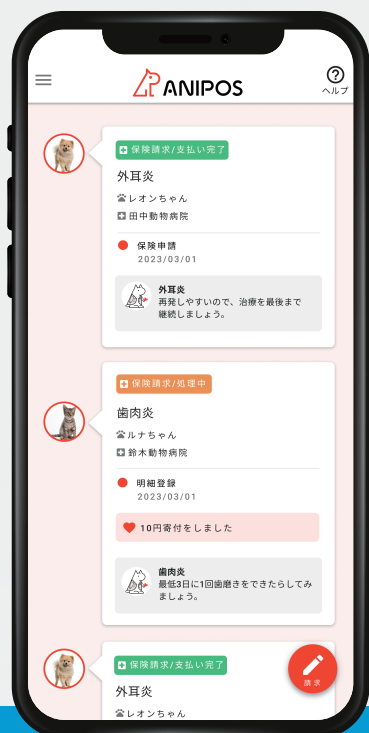 ANIPOS
ヘルプ
保険請求/支払い完了
外耳炎
レオンちゃん
田中動物病院
保険申請
2023/03/01
外耳炎
再発しやすいので、治療を最後まで
継続しましょう。
保険請求/処理中
歯肉炎
ルナちゃん
鈴木動物病院
明細登録
2023/03/01
10円寄付をしました
歯肉炎
最低3日に1回歯磨きをできたらしてみ
ましょう。
保険請求/支払い完了
外耳炎
レオンちゃん
請求